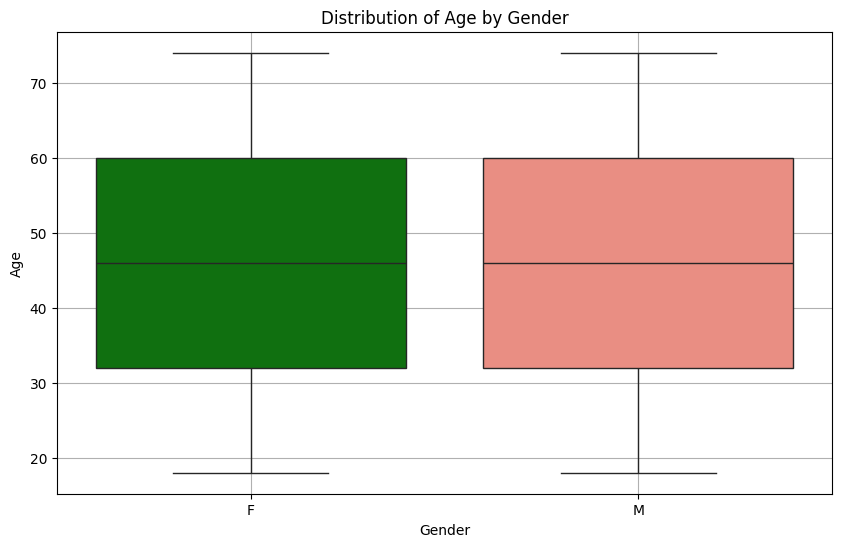 Distribution of Age by Gender
70
60
50
40
30
20
Age
F
M
Gender